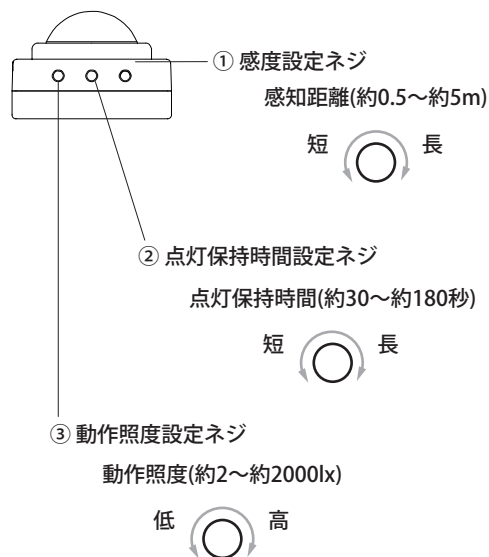 ① 感度設定ネジ
感知距離(約0.5～約5m)
短 長
② 点灯保持時間設定ネジ
点灯保持時間(約30～約180秒)
短 長
③ 動作照度設定ネジ
動作照度(約2～約2000lx)
低 高